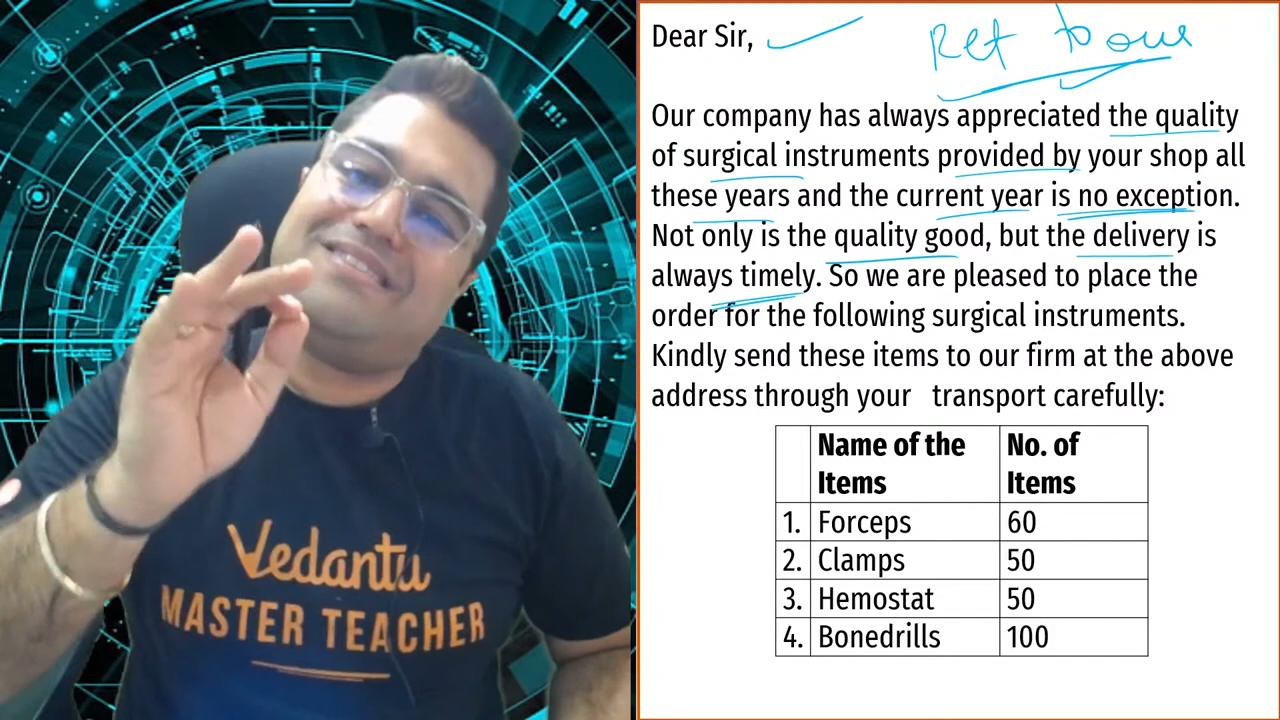 Dear Sir,
Ref to our
Our company has always appreciated the quality
of surgical instruments provided by your shop all
these years and the current year is no exception.
Not only is the quality good, but the delivery is
always timely. So we are pleased to place the
order for the following surgical instruments.
Kindly send these items to our firm at the above
address through your transport carefully:
Name of the Items No. of Items
1. Forceps 60
2. Clamps 50
3. Hemostat 50
4. Bonedrills 100
Vedantu
MASTER TEACHER